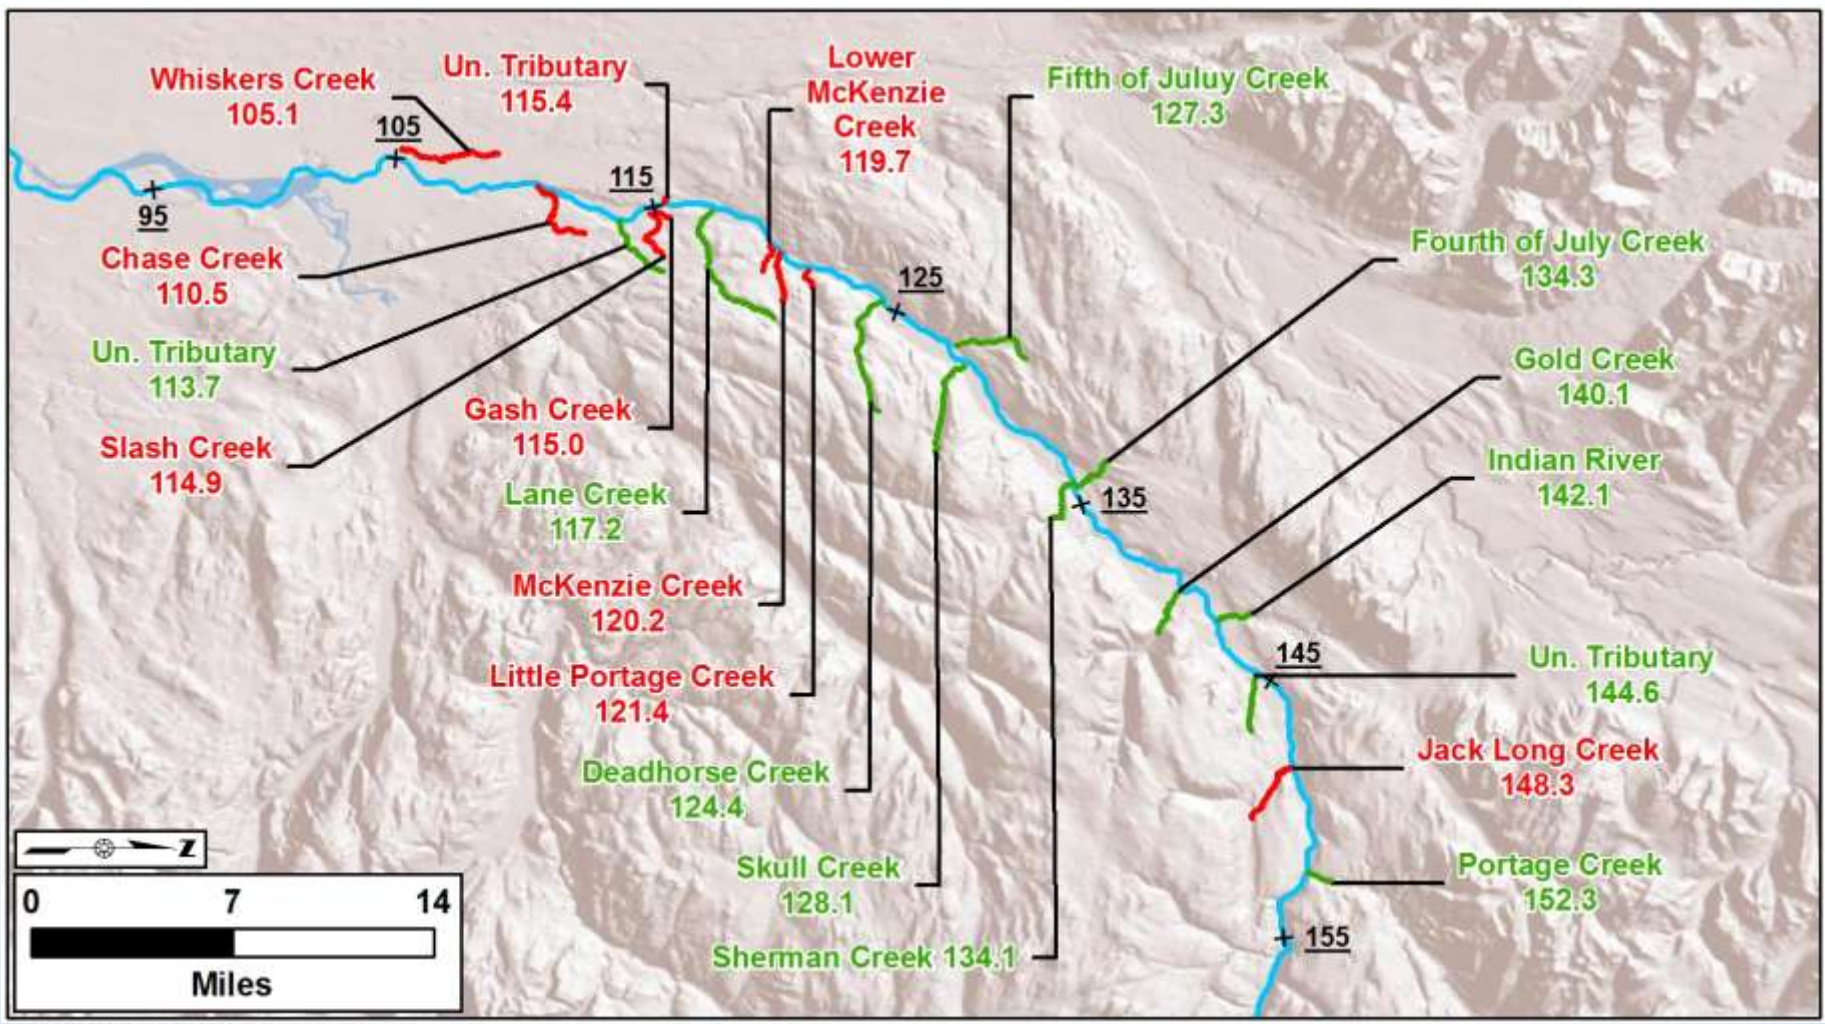 Whiskers Creek
105.1
Un. Tributary
115.4
Lower
McKenzie
Creek
119.7
Fifth of Juluy Creek
127.3
105
115
95
125
Chase Creek
110.5
Fourth of July Creek
134.3
Un. Tributary
113.7
Gold Creek
140.1
Gash Creek
115.0
Slash Creek
114.9
Indian River
142.1
Lane Creek
117.2
135
McKenzie Creek
120.2
145
Un. Tributary
144.6
Little Portage Creek
121.4
Jack Long Creek
148.3
Deadhorse Creek
124.4
Skull Creek
128.1
Portage Creek
152.3
155
Sherman Creek 134.1
Z
0 7 14
Miles